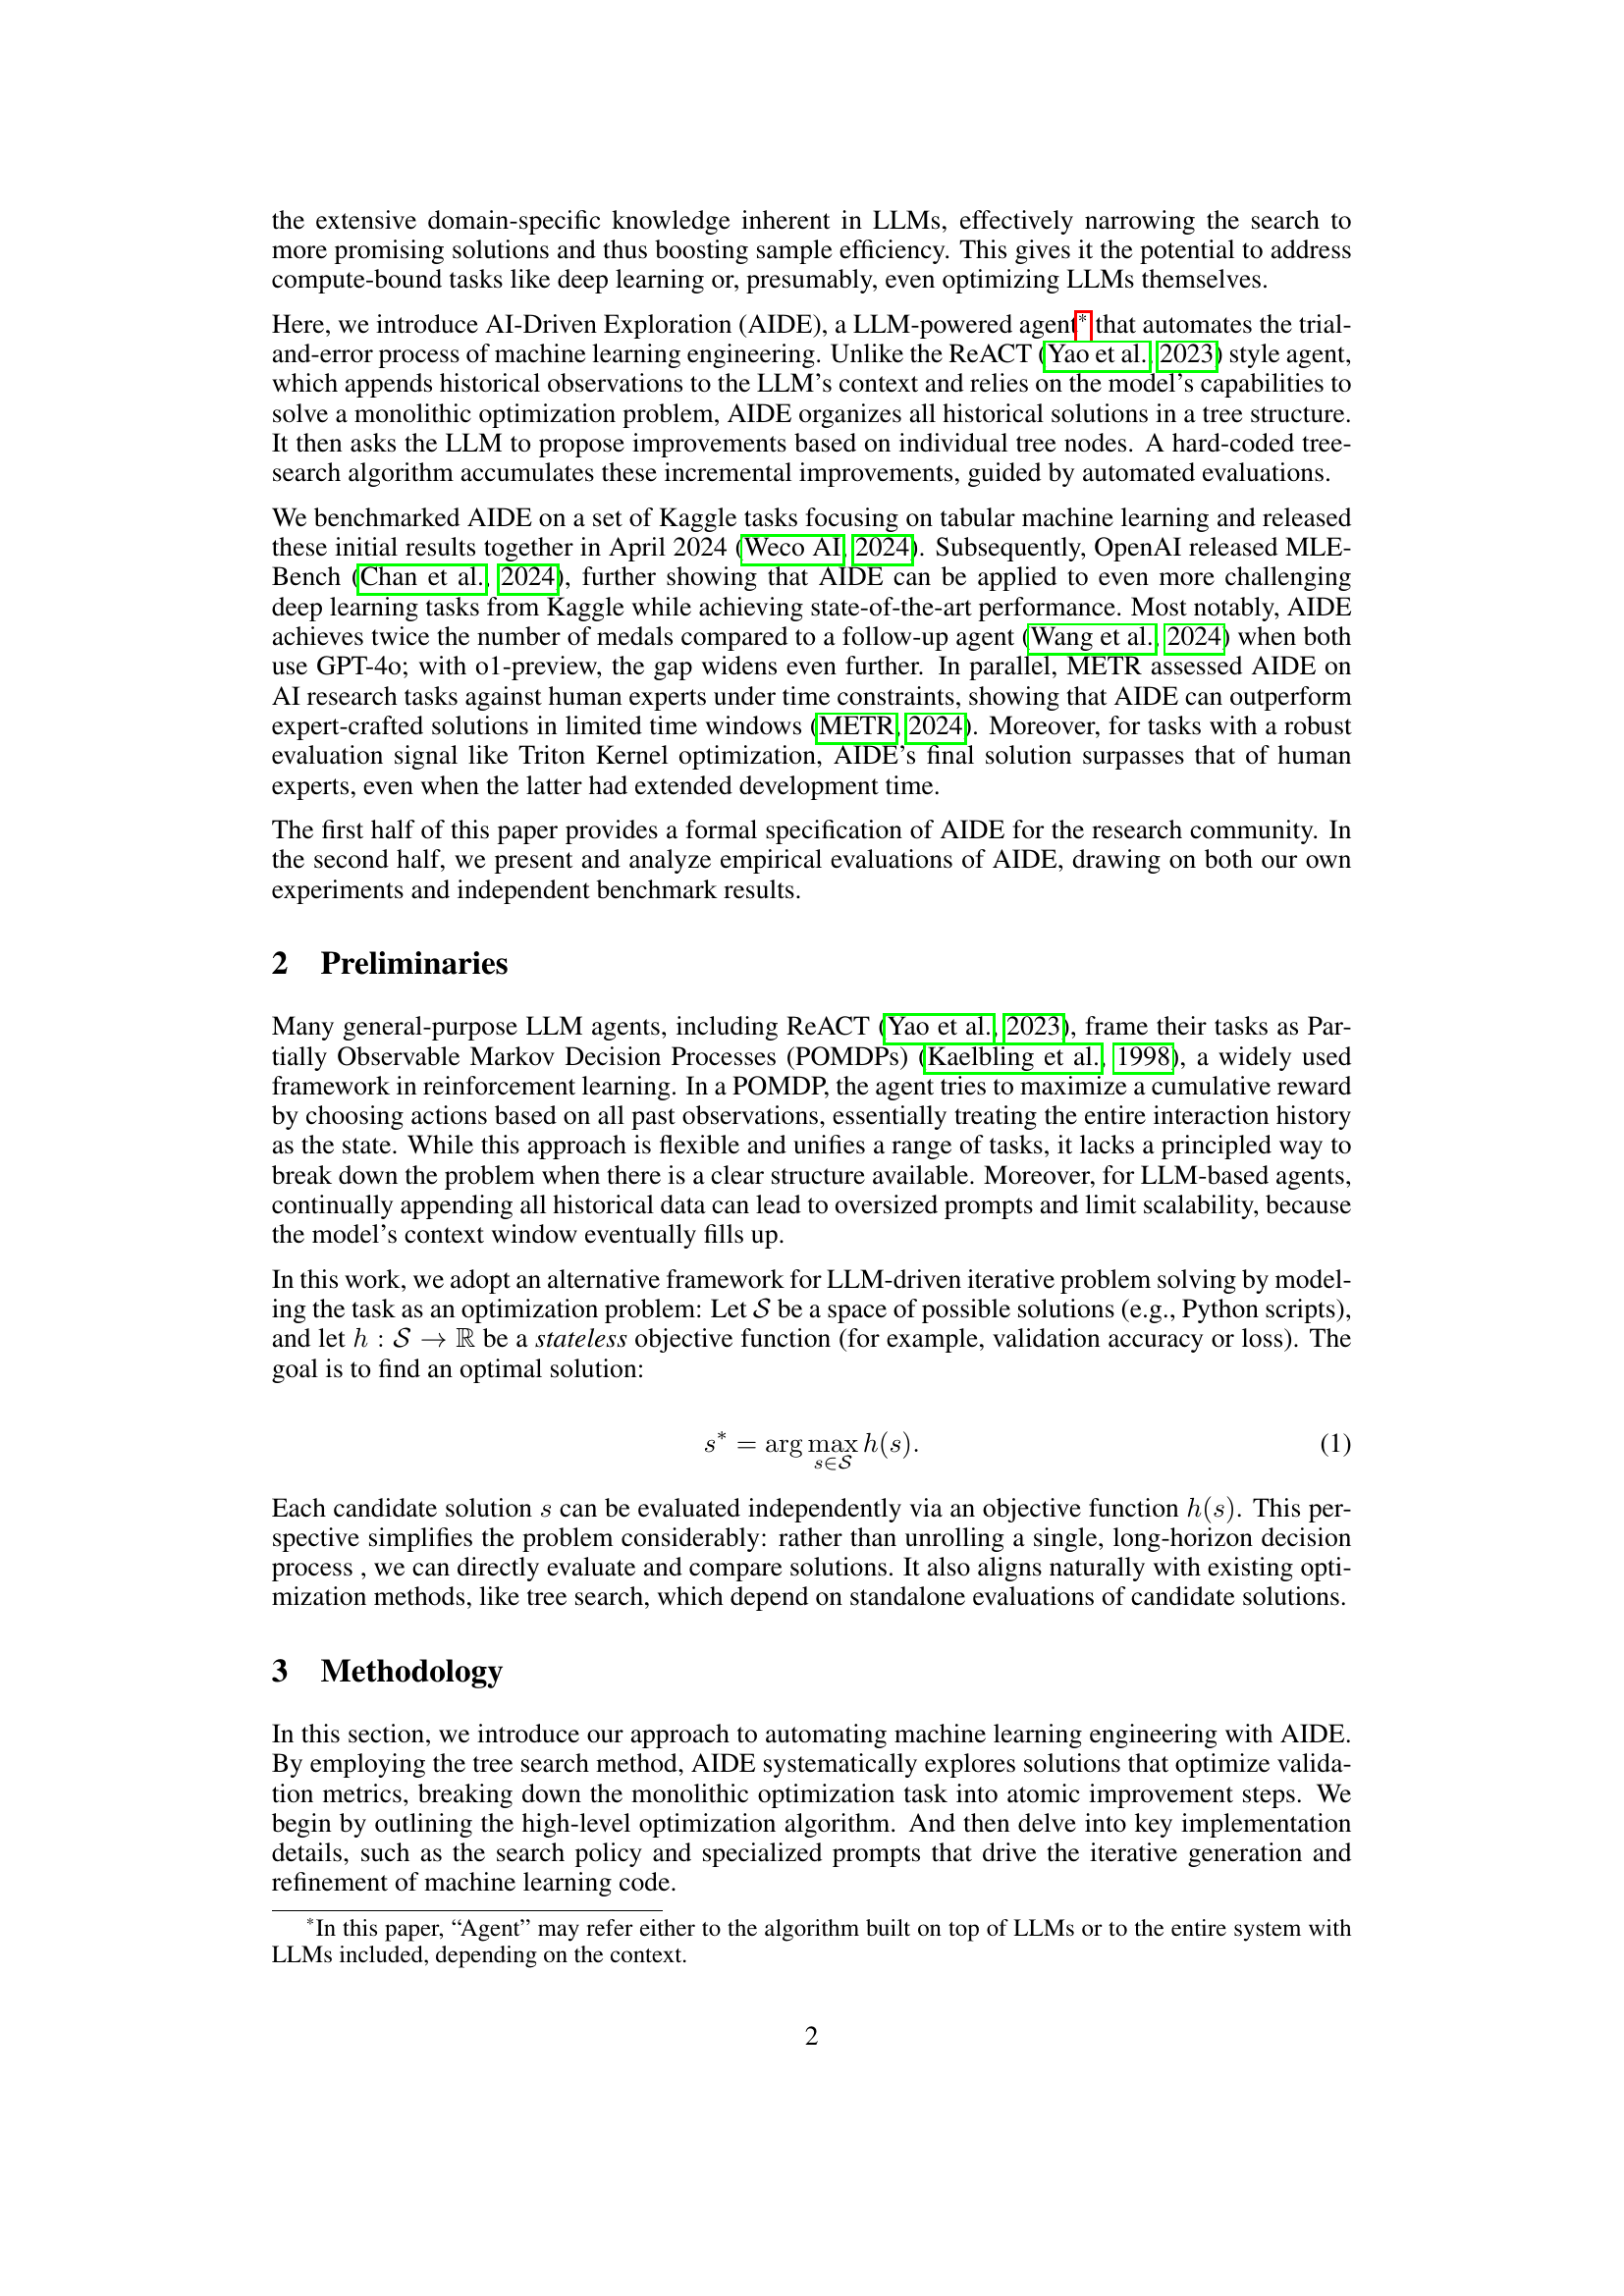 the extensive domain-specific knowledge inherent in LLMs, effectively narrowing the search to
more promising solutions and thus boosting sample efficiency. This gives it the potential to address
compute-bound tasks like deep learning or, presumably, even optimizing LLMs themselves.
Here, we introduce AI-Driven Exploration (AIDE), a LLM-powered agent* that automates the trial-
and-error process of machine learning engineering. Unlike the ReACT (Yao et al., 2023) style agent,
which appends historical observations to the LLM's context and relies on the model's capabilities to
solve a monolithic optimization problem, AIDE organizes all historical solutions in a tree structure.
It then asks the LLM to propose improvements based on individual tree nodes. A hard-coded tree-
search algorithm accumulates these incremental improvements, guided by automated evaluations.
We benchmarked AIDE on a set of Kaggle tasks focusing on tabular machine learning and released
these initial results together in April 2024 (Weco AI, 2024). Subsequently, OpenAI released MLE-
Bench (Chan et al., 2024), further showing that AIDE can be applied to even more challenging
deep learning tasks from Kaggle while achieving state-of-the-art performance. Most notably, AIDE
achieves twice the number of medals compared to a follow-up agent (Wang et al., 2024) when both
use GPT-4o; with o1-preview, the gap widens even further. In parallel, METR assessed AIDE on
AI research tasks against human experts under time constraints, showing that AIDE can outperform
expert-crafted solutions in limited time windows (METR, 2024). Moreover, for tasks with a robust
evaluation signal like Triton Kernel optimization, AIDE's final solution surpasses that of human
experts, even when the latter had extended development time.
The first half of this paper provides a formal specification of AIDE for the research community. In
the second half, we present and analyze empirical evaluations of AIDE, drawing on both our own
experiments and independent benchmark results.
2 Preliminaries
Many general-purpose LLM agents, including ReACT (Yao et al., 2023), frame their tasks as Par-
tially Observable Markov Decision Processes (POMDPs) (Kaelbling et al., 1998), a widely used
framework in reinforcement learning. In a POMDP, the agent tries to maximize a cumulative reward
by choosing actions based on all past observations, essentially treating the entire interaction history
as the state. While this approach is flexible and unifies a range of tasks, it lacks a principled way to
break down the problem when there is a clear structure available. Moreover, for LLM-based agents,
continually appending all historical data can lead to oversized prompts and limit scalability, because
the model's context window eventually fills up.
In this work, we adopt an alternative framework for LLM-driven iterative problem solving by model-
ing the task as an optimization problem: Let 𝒮 be a space of possible solutions (e.g., Python scripts),
and let h : 𝒮 → ℝ be a stateless objective function (for example, validation accuracy or loss). The
goal is to find an optimal solution:
s* = arg max h(s). (1)
s∈𝒮
Each candidate solution s can be evaluated independently via an objective function h(s). This per-
spective simplifies the problem considerably: rather than unrolling a single, long-horizon decision
process , we can directly evaluate and compare solutions. It also aligns naturally with existing opti-
mization methods, like tree search, which depend on standalone evaluations of candidate solutions.
3 Methodology
In this section, we introduce our approach to automating machine learning engineering with AIDE.
By employing the tree search method, AIDE systematically explores solutions that optimize valida-
tion metrics, breaking down the monolithic optimization task into atomic improvement steps. We
begin by outlining the high-level optimization algorithm. And then delve into key implementation
details, such as the search policy and specialized prompts that drive the iterative generation and
refinement of machine learning code.
*In this paper, “Agent” may refer either to the algorithm built on top of LLMs or to the entire system with
LLMs included, depending on the context.
2